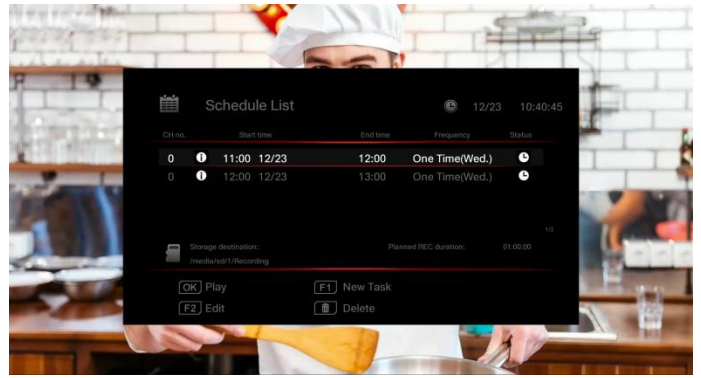 Schedule List 12/23 10:40:45
CH no. Start time End time Frequency Status
0 11:00 12/23 12:00 One Time(Wed.)
0 12:00 12/23 13:00 One Time(Wed.)
1/2
Storage destination: Planned REC duration: 01:00:00
/media/sd/1/Recording
OK Play F1 New Task
F2 Edit Delete